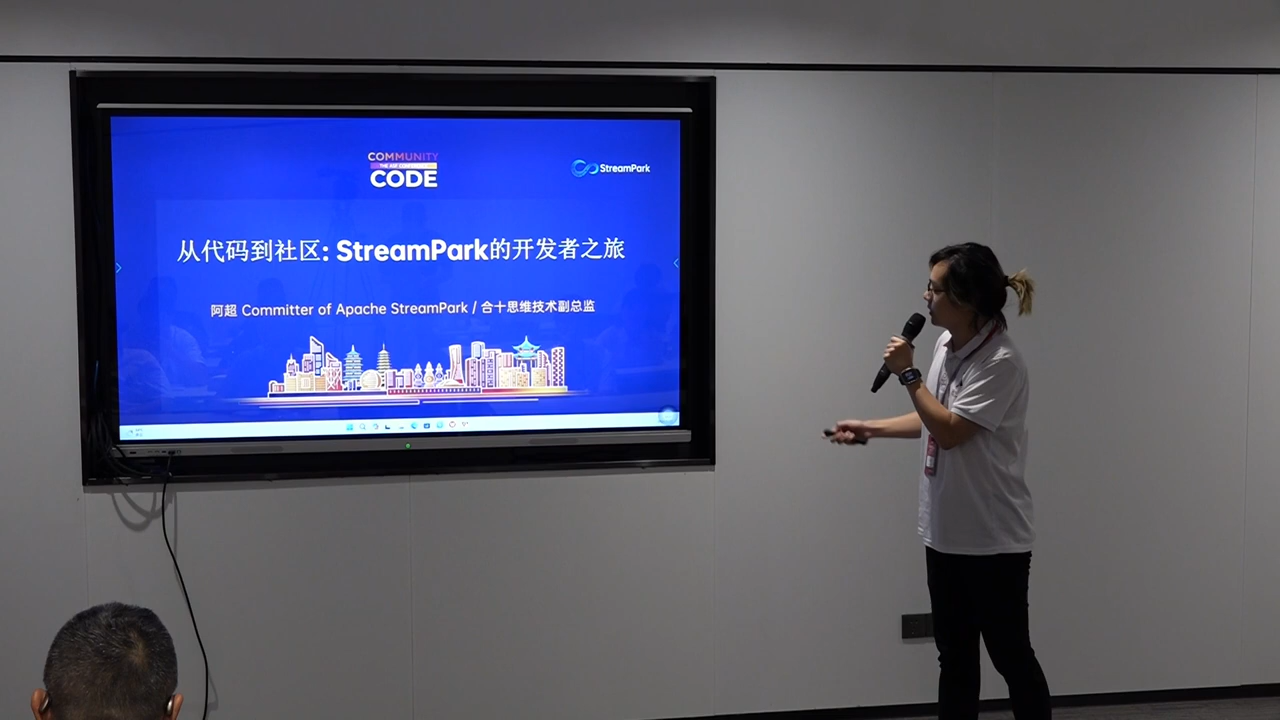 COMMUNITY
THE ASF CONFERENCE
CODE
StreamPark
从代码到社区: StreamPark的开发者之旅
阿超 Committer of Apache StreamPark / 合十思维技术副总监